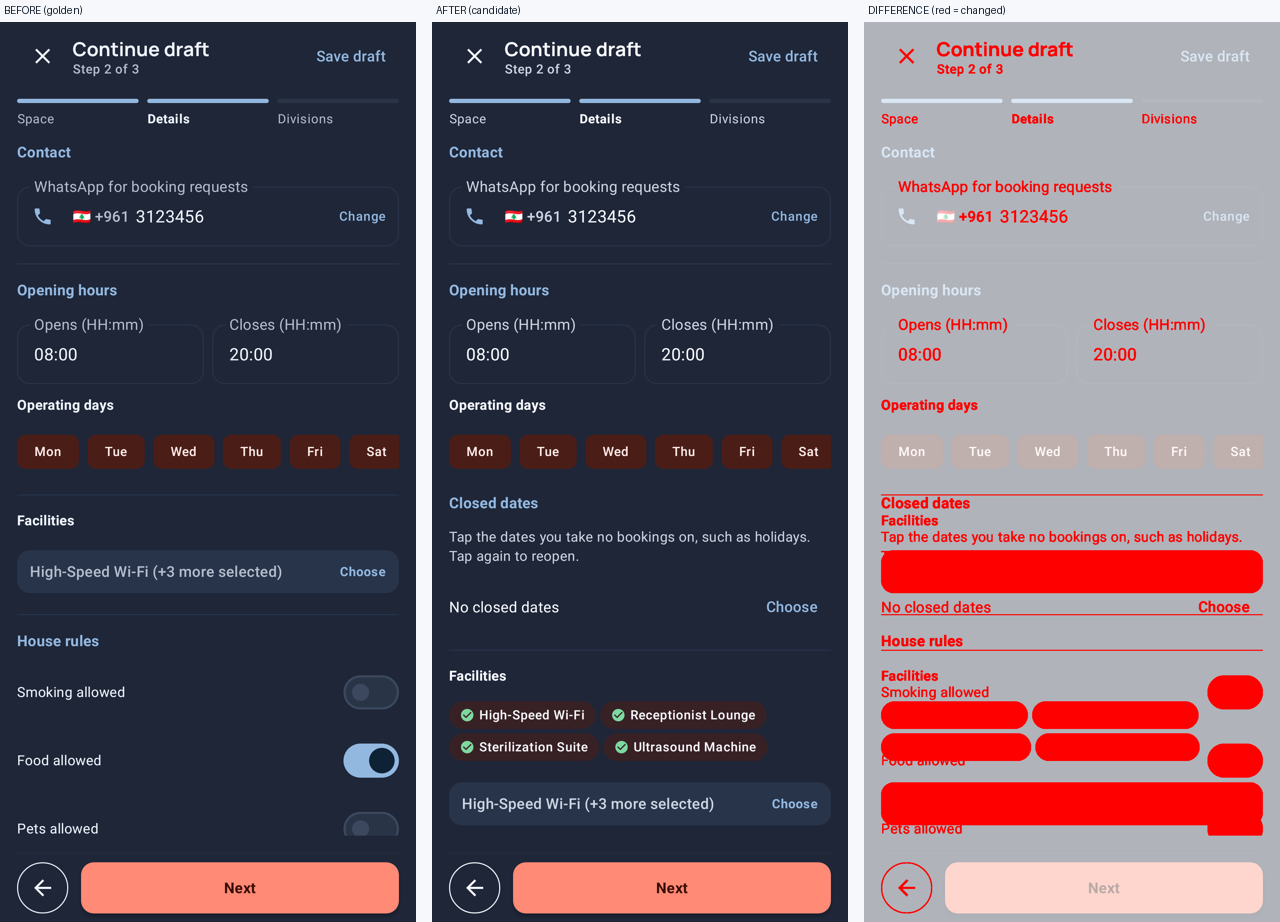 BEFORE (golden)
Continue draft
Step 2 of 3
Save draft
Space
Details
Divisions
Contact
WhatsApp for booking requests
+961 3123456
Change
Opening hours
Opens (HH:mm)
Closes (HH:mm)
08:00
20:00
Operating days
Mon
Tue
Wed
Thu
Fri
Sat
Facilities
High-Speed Wi-Fi (+3 more selected)
Choose
House rules
Smoking allowed
Food allowed
Pets allowed
Next
AFTER (candidate)
Continue draft
Step 2 of 3
Save draft
Space
Details
Divisions
Contact
WhatsApp for booking requests
+961 3123456
Change
Opening hours
Opens (HH:mm)
Closes (HH:mm)
08:00
20:00
Operating days
Mon
Tue
Wed
Thu
Fri
Sat
Closed dates
Tap the dates you take no bookings on, such as holidays.
Tap again to reopen.
No closed dates
Choose
Facilities
High-Speed Wi-Fi
Receptionist Lounge
Sterilization Suite
Ultrasound Machine
High-Speed Wi-Fi (+3 more selected)
Choose
Next
DIFFERENCE (red = changed)
Continue draft
Step 2 of 3
Save draft
Space
Details
Divisions
Contact
WhatsApp for booking requests
+961 3123456
Change
Opening hours
Opens (HH:mm)
Closes (HH:mm)
08:00
20:00
Operating days
Mon
Tue
Wed
Thu
Fri
Sat
Closed dates
Facilities
Tap the dates you take no bookings on, such as holidays.
No closed dates
Choose
House rules
Facilities
Smoking allowed
Food allowed
Pets allowed
Next